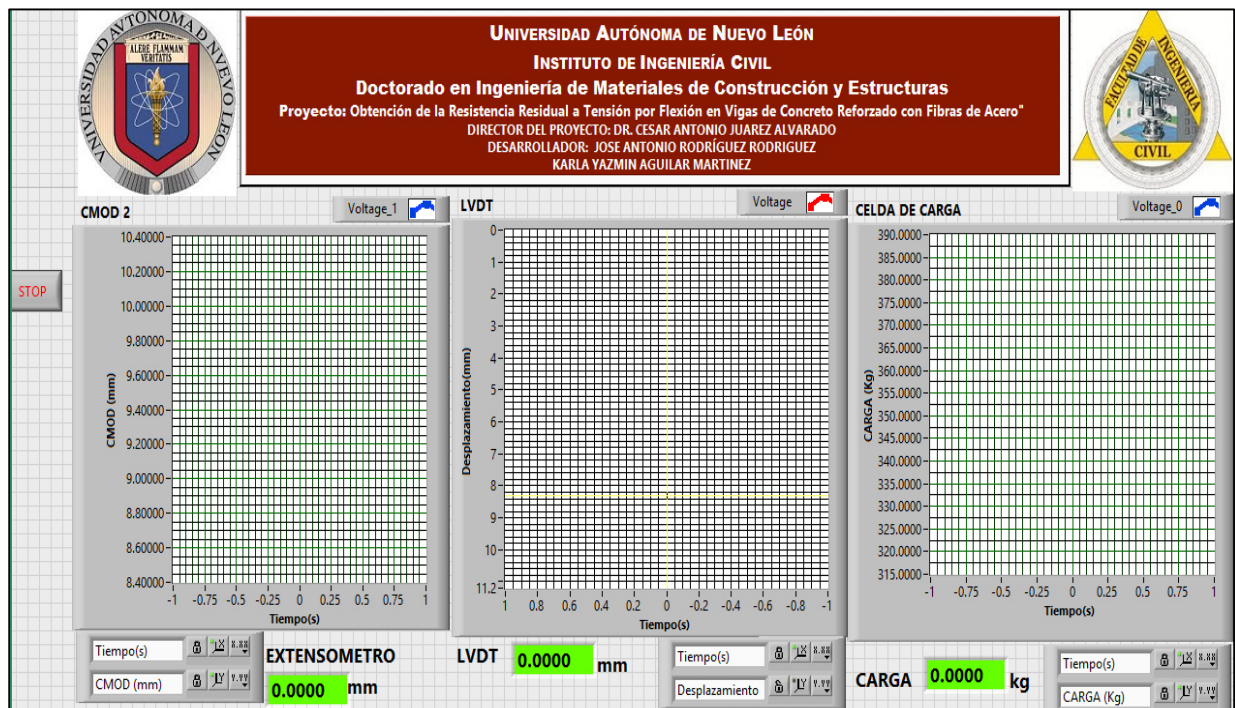 UNIVERSIDAD AUTÓNOMA DE NUEVO LEÓN
INSTITUTO DE INGENIERÍA CIVIL
Doctorado en Ingeniería de Materiales de Construcción y Estructuras
Proyecto: Obtención de la Resistencia Residual a Tensión por Flexión en Vigas de Concreto Reforzado con Fibras de Acero"
DIRECTOR DEL PROYECTO: DR. CESAR ANTONIO JUAREZ ALVARADO
DESARROLLADOR: JOSE ANTONIO RODRÍGUEZ RODRIGUEZ
KARLA YAZMIN AGUILAR MARTINEZ
VNIVERSIDAD AVTONOMA D NVEVO LEON
ALERE FLAMMAM
VERITATIS
FACULTAD DE INGENIERIA
CIVIL
STOP
CMOD 2
Voltage_1
10.40000
10.20000
10.00000
9.80000
9.60000
9.40000
9.20000
9.00000
8.80000
8.60000
8.40000
CMOD (mm)
-1 -0.75 -0.5 -0.25 0 0.25 0.5 0.75 1
Tiempo(s)
Tiempo(s)
CMOD (mm)
EXTENSOMETRO
0.0000 mm
LVDT
Voltage
0
1
2
3
4
5
6
7
8
9
10
11.2
Desplazamiento(mm)
1 0.8 0.6 0.4 0.2 0 -0.2 -0.4 -0.6 -0.8 -1
Tiempo(s)
LVDT 0.0000 mm
Tiempo(s)
Desplazamiento
CELDA DE CARGA
Voltage_0
390.0000
385.0000
380.0000
375.0000
370.0000
365.0000
360.0000
355.0000
350.0000
345.0000
340.0000
335.0000
330.0000
325.0000
320.0000
315.0000
CARGA (Kg)
-1 -0.75 -0.5 -0.25 0 0.25 0.5 0.75 1
Tiempo(s)
CARGA 0.0000 kg
Tiempo(s)
CARGA (Kg)